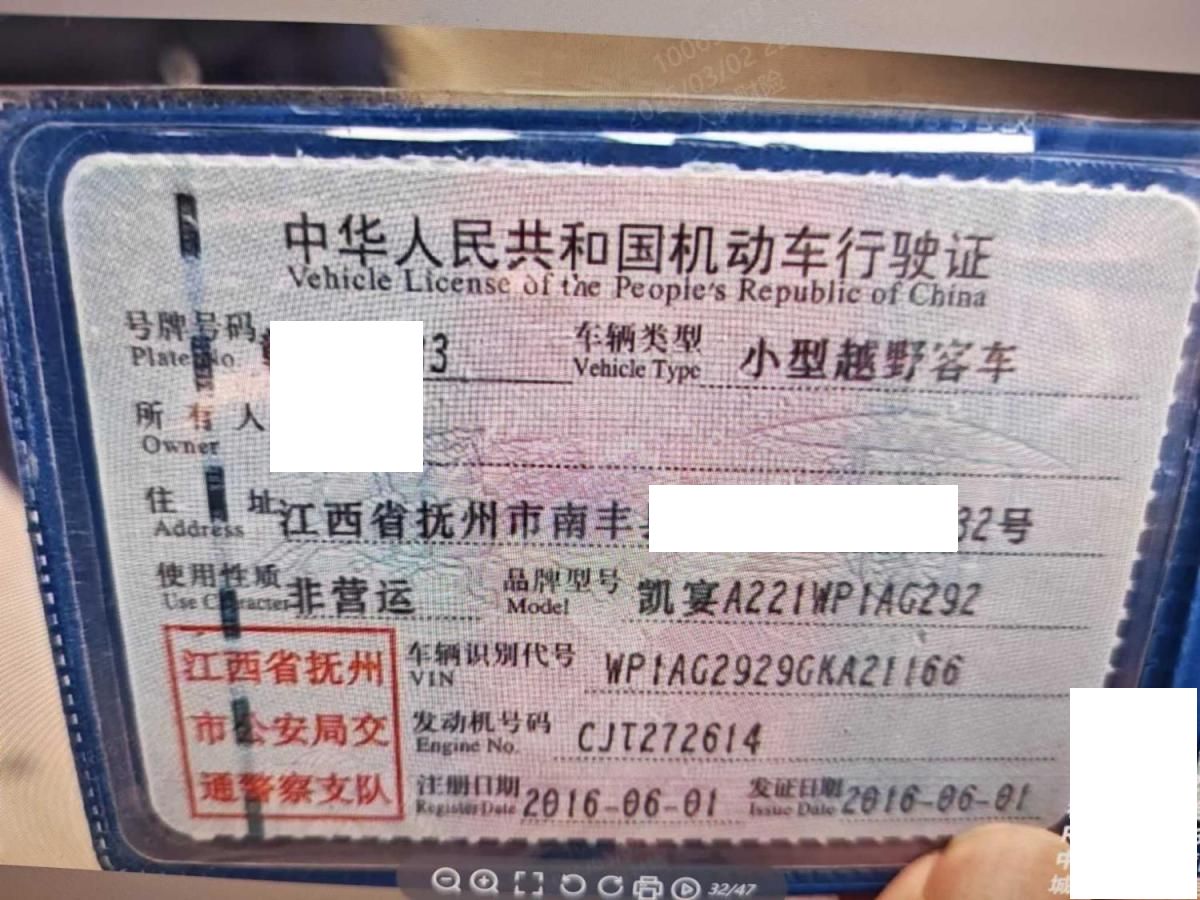 中华人民共和国机动车行驶证
Vehicle License of the People's Republic of China
号牌号码 3 车辆类型 小型越野客车
Plate No. Vehicle Type
所有人
Owner
住址 江西省抚州市南丰 32号
Address
使用性质 非营运 品牌型号 凯宴A221WP1AG292
Use Character Model
江西省抚州
市公安局交
通警察支队
车辆识别代号 WP1AG2929GKA21166
VIN
发动机号码 CJT272614
Engine No.
注册日期 2016-06-01 发证日期 2016-06-01
Register Date Issue Date
32/47